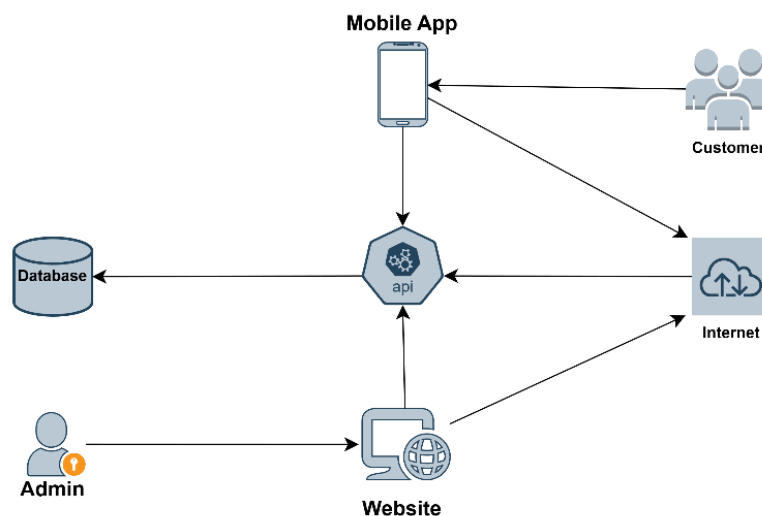 Mobile App
Customer
Database
api
Internet
Admin
Website